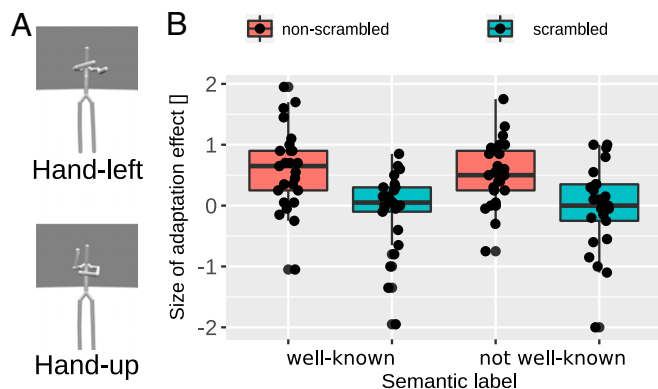 A
Hand-left
Hand-up
B
non-scrambled
scrambled
Size of adaptation effect []
2
1
0
-1
-2
well-known
not well-known
Semantic label